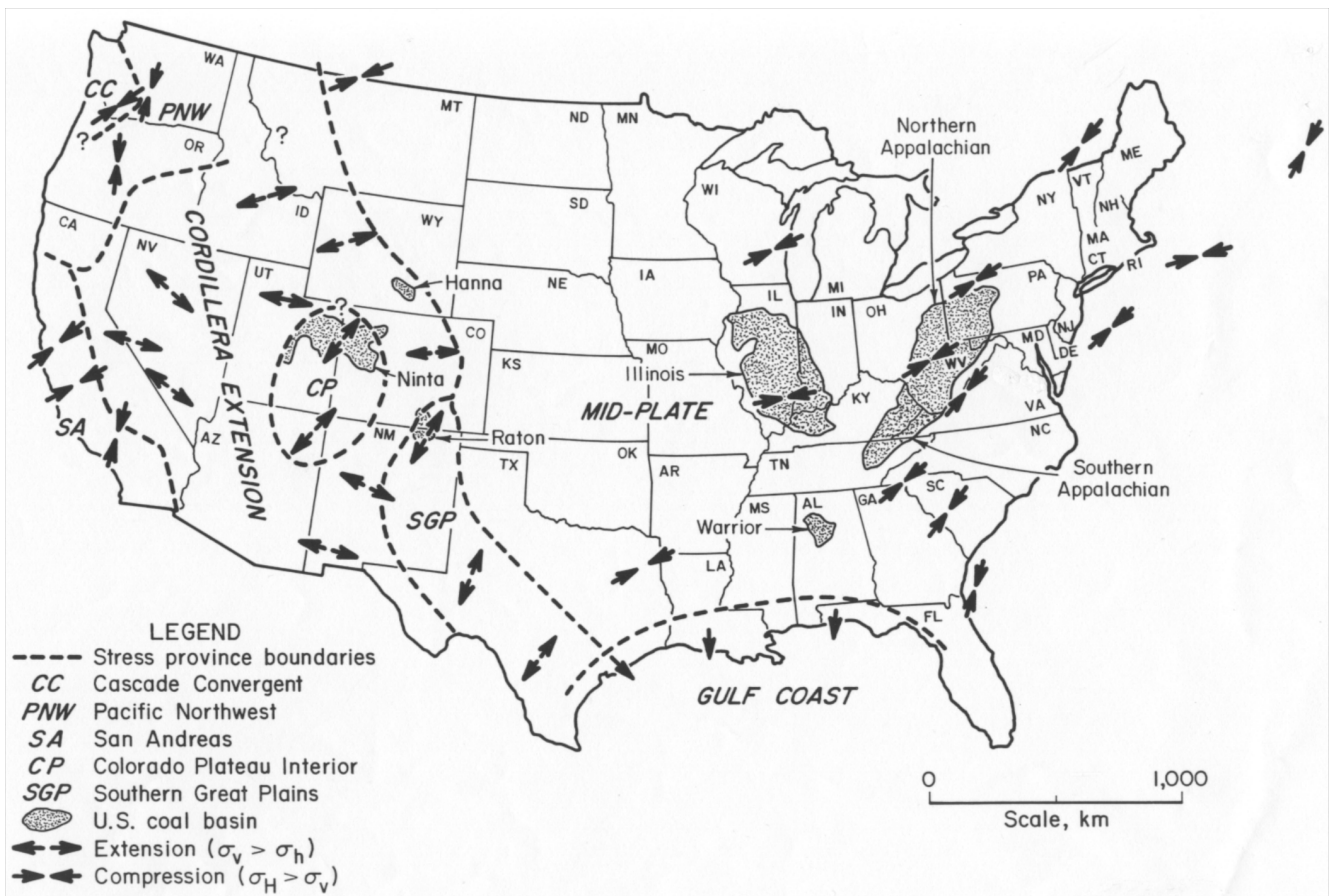 CC
WA
PNW
?
OR
?
MT
ND
MN
Northern
Appalachian
ME
WI
NY
VT
NH
MA
CT
RI
CA
NV
ID
WY
SD
CORDILLERA EXTENSION
UT
Hanna
NE
IA
IL
MI
IN
OH
PA
NJ
MD
DE
?
CO
KS
MO
Illinois
WV
CP
Ninta
MID-PLATE
KY
VA
SA
AZ
NM
Raton
TX
OK
AR
TN
NC
Southern
Appalachian
SGP
MS
AL
GA
SC
Warrior
LA
FL
GULF COAST
LEGEND
Stress province boundaries
CC Cascade Convergent
PNW Pacific Northwest
SA San Andreas
CP Colorado Plateau Interior
SGP Southern Great Plains
U.S. coal basin
Extension (σv > σh)
Compression (σH > σv)
0 1,000
Scale, km